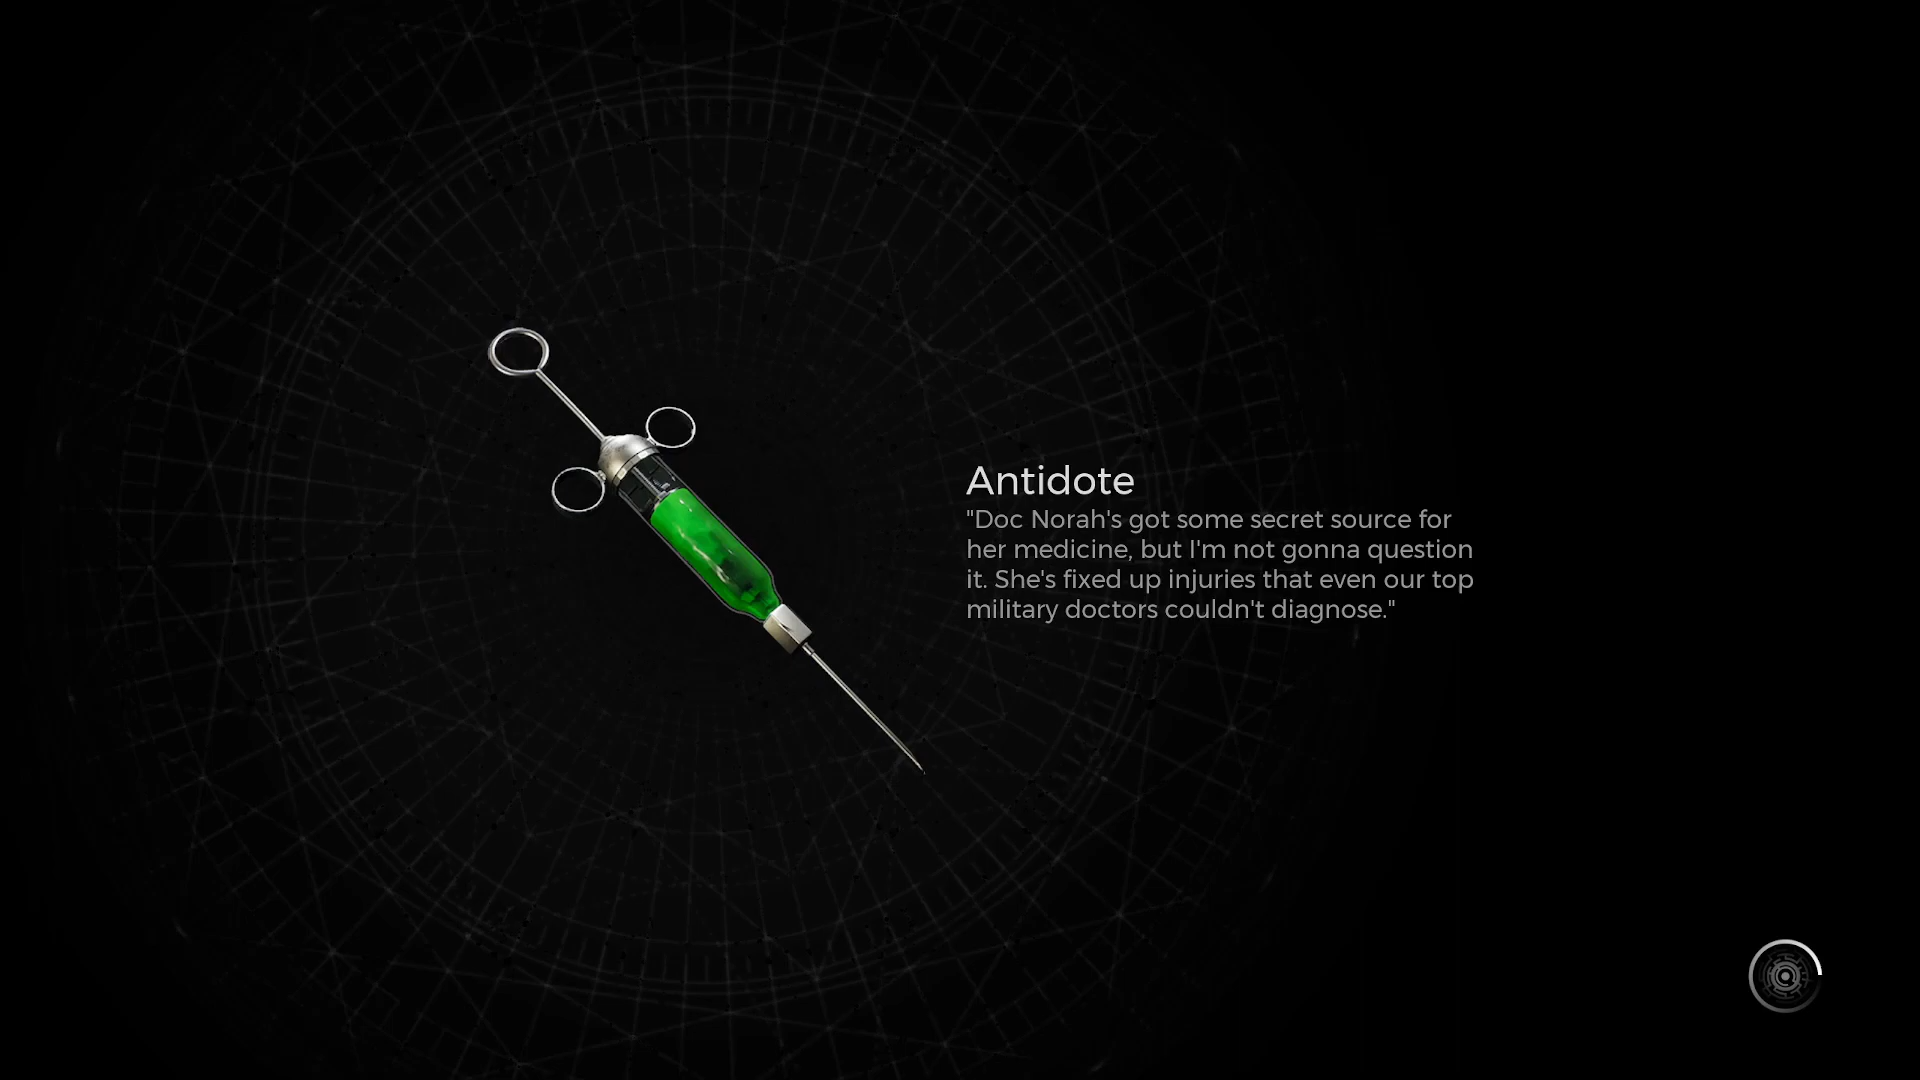 Antidote
"Doc Norah's got some secret source for
her medicine, but I'm not gonna question
it. She's fixed up injuries that even our top
military doctors couldn't diagnose."